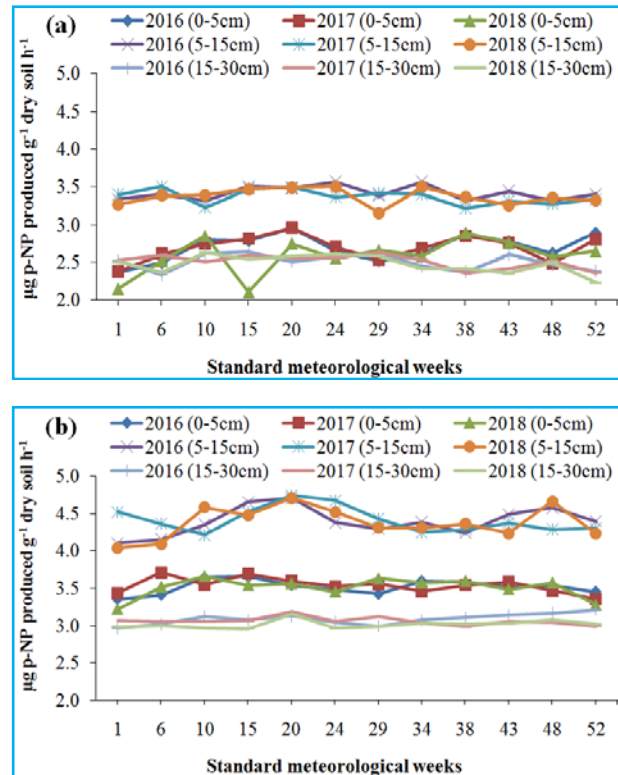 (a)
2016 (0-5cm) 2017 (0-5cm) 2018 (0-5cm)
2016 (5-15cm) 2017 (5-15cm) 2018 (5-15cm)
2016 (15-30cm) 2017 (15-30cm) 2018 (15-30cm)
µg p-NP produced g⁻¹ dry soil h⁻¹
5.0
4.5
4.0
3.5
3.0
2.5
2.0
1 6 10 15 20 24 29 34 38 43 48 52
Standard meteorological weeks
(b)
2016 (0-5cm) 2017 (0-5cm) 2018 (0-5cm)
2016 (5-15cm) 2017 (5-15cm) 2018 (5-15cm)
2016 (15-30cm) 2017 (15-30cm) 2018 (15-30cm)
µg p-NP produced g⁻¹ dry soil h⁻¹
5.0
4.5
4.0
3.5
3.0
2.5
2.0
1 6 10 15 20 24 29 34 38 43 48 52
Standard meteorological weeks